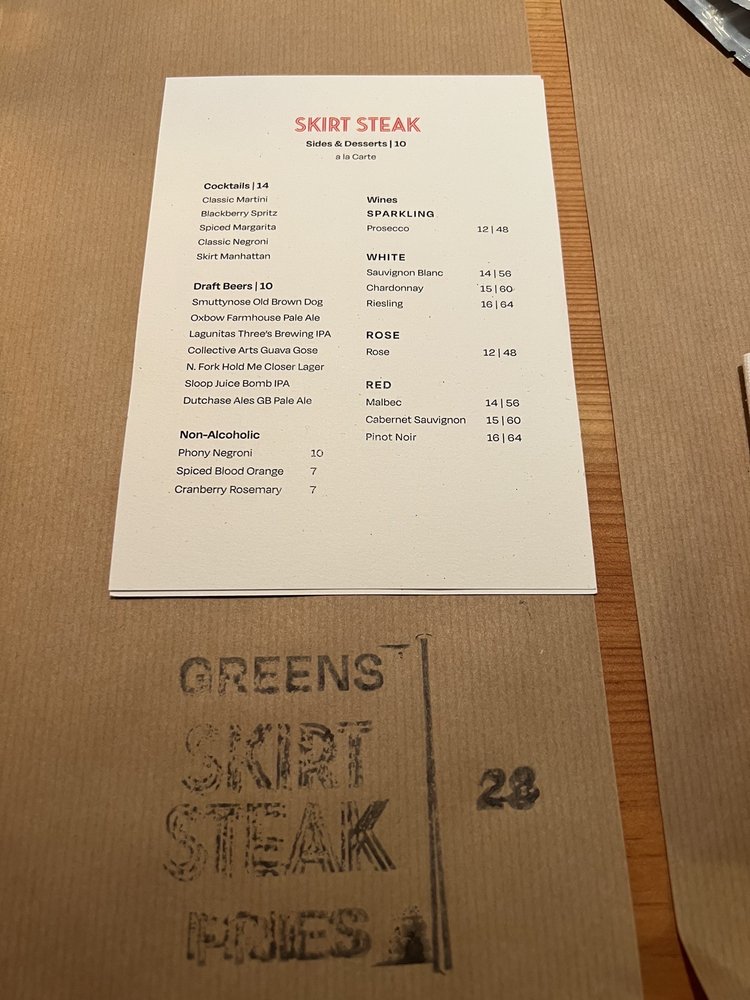 SKIRT STEAK
Sides & Desserts | 10
a la Carte
Cocktails | 14
Classic Martini
Blackberry Spritz
Spiced Margarita
Classic Negroni
Skirt Manhattan
Draft Beers | 10
Smuttynose Old Brown Dog
Oxbow Farmhouse Pale Ale
Lagunitas Three's Brewing IPA
Collective Arts Guava Gose
N. Fork Hold Me Closer Lager
Sloop Juice Bomb IPA
Dutchase Ales GB Pale Ale
Non-Alcoholic
Phony Negroni 10
Spiced Blood Orange 7
Cranberry Rosemary 7
Wines
SPARKLING
Prosecco 12 | 48
WHITE
Sauvignon Blanc 14 | 56
Chardonnay 15 | 60
Riesling 16 | 64
ROSE
Rose 12 | 48
RED
Malbec 14 | 56
Cabernet Sauvignon 15 | 60
Pinot Noir 16 | 64
GREENS
SKIRT
STEAK
FRIES
28